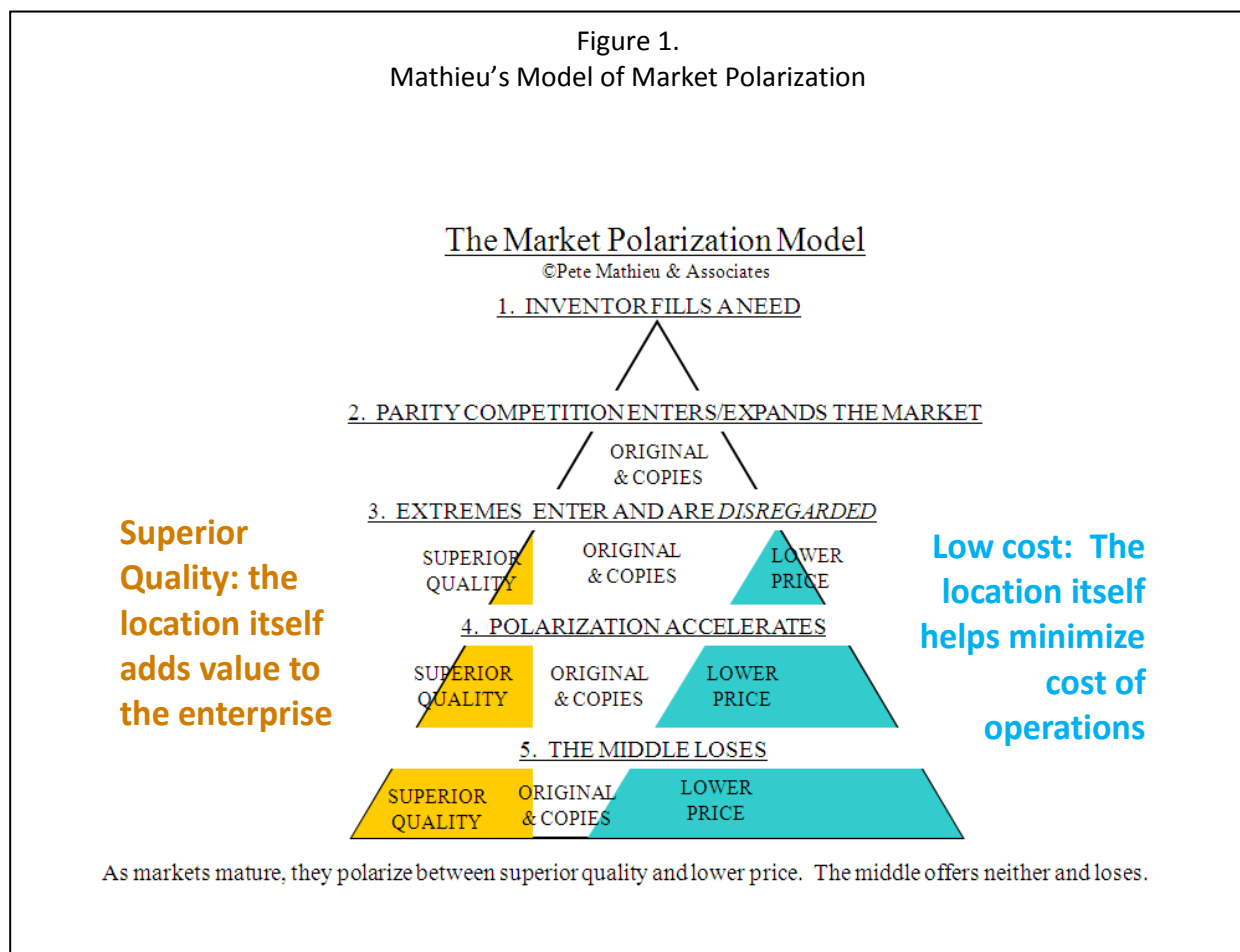 Figure 1.
Mathieu’s Model of Market Polarization
The Market Polarization Model
©Pete Mathieu & Associates
1. INVENTOR FILLS A NEED
2. PARITY COMPETITION ENTERS/EXPANDS THE MARKET
ORIGINAL
& COPIES
3. EXTREMES ENTER AND ARE DISREGARDED
Superior
Quality: the
location itself
adds value to
the enterprise
SUPERIOR
QUALITY
ORIGINAL
& COPIES
LOWER
PRICE
Low cost: The
location itself
helps minimize
cost of
operations
4. POLARIZATION ACCELERATES
SUPERIOR
QUALITY
ORIGINAL
& COPIES
LOWER
PRICE
5. THE MIDDLE LOSES
SUPERIOR
QUALITY
ORIGINAL
& COPIES
LOWER
PRICE
As markets mature, they polarize between superior quality and lower price. The middle offers neither and loses.